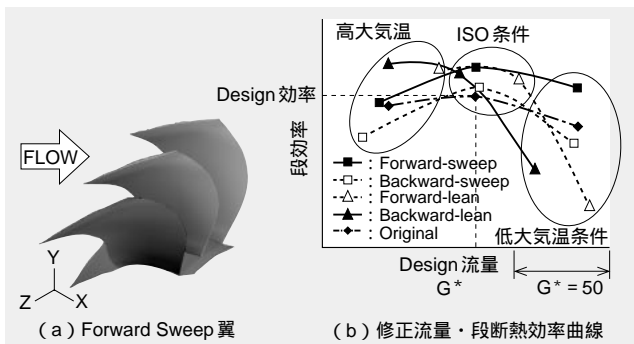 FLOW
Y
Z
X
(a) Forward Sweep 翼
高大気温
ISO 条件
Design 効率
段効率
: Forward-sweep
: Backward-sweep
: Forward-lean
: Backward-lean
: Original
低大気温条件
Design 流量
G*
G* = 50
(b) 修正流量・段断熱効率曲線